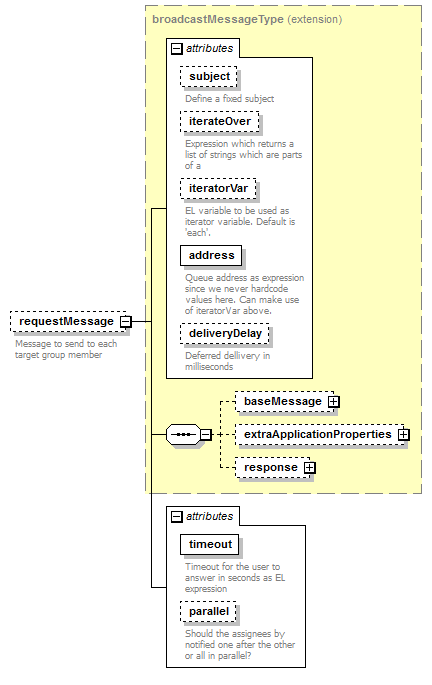 broadcastMessageType (extension)
attributes
subject
Define a fixed subject
iterateOver
Expression which returns a
list of strings which are parts
of a
iteratorVar
EL variable to be used as
iterator variable. Default is
'each'.
address
Queue address as expression
since we never hardcode
values here. Can make use
of iteratorVar above.
deliveryDelay
Deferred dellivery in
milliseconds
requestMessage
Message to send to each
target group member
baseMessage
extraApplicationProperties
response
attributes
timeout
Timeout for the user to
answer in seconds as EL
expression
parallel
Should the assignees by
notified one after the other
or all in parallel?